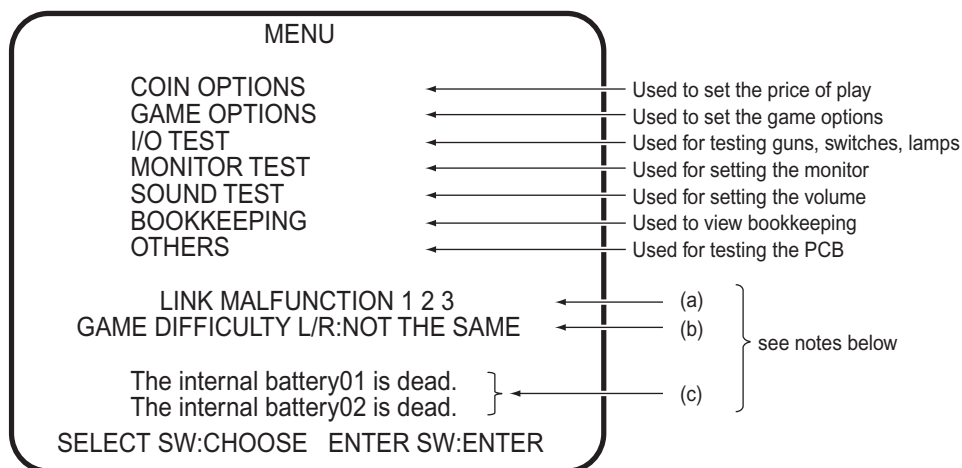 MENU
COIN OPTIONS
Used to set the price of play
GAME OPTIONS
Used to set the game options
I/O TEST
Used for testing guns, switches, lamps
MONITOR TEST
Used for setting the monitor
SOUND TEST
Used for setting the volume
BOOKKEEPING
Used to view bookkeeping
OTHERS
Used for testing the PCB
LINK MALFUNCTION 1 2 3
(a)
GAME DIFFICULTY L/R:NOT THE SAME
(b)
see notes below
The internal battery01 is dead.
The internal battery02 is dead.
(c)
SELECT SW:CHOOSE ENTER SW:ENTER